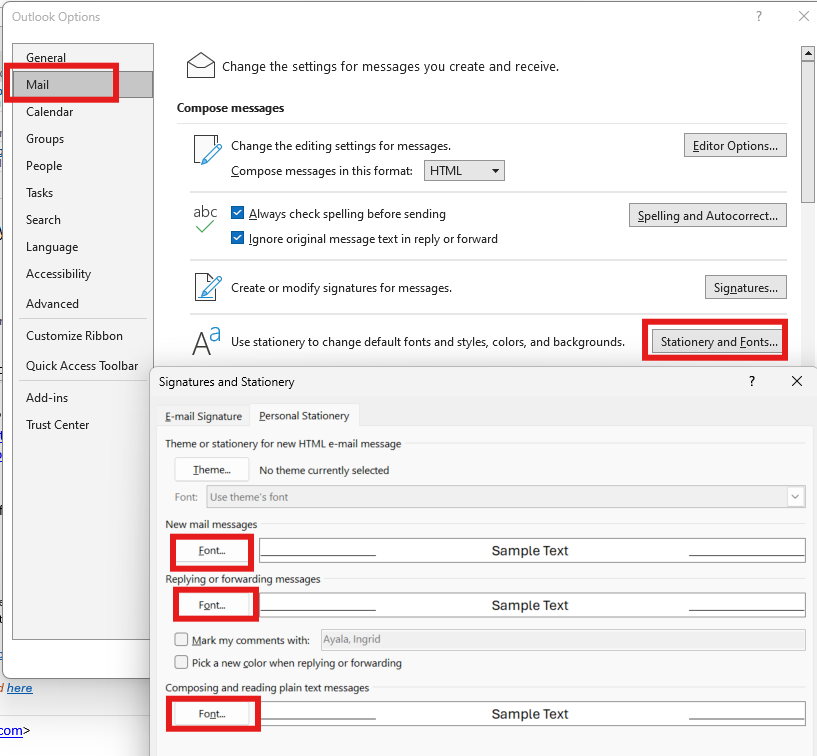 Outlook Options
?
General
Mail
Calendar
Groups
People
Tasks
Search
Language
Accessibility
Advanced
Customize Ribbon
Quick Access Toolbar
Add-ins
Trust Center
Change the settings for messages you create and receive.
Compose messages
Change the editing settings for messages.
Editor Options...
Compose messages in this format:
HTML
abc
Always check spelling before sending
Spelling and Autocorrect...
Ignore original message text in reply or forward
Create or modify signatures for messages.
Signatures...
Aa
Use stationery to change default fonts and styles, colors, and backgrounds.
Stationery and Fonts...
Signatures and Stationery
?
E-mail Signature
Personal Stationery
Theme or stationery for new HTML e-mail message
Theme...
No theme currently selected
Font:
Use theme's font
New mail messages
Font...
Sample Text
Replying or forwarding messages
Font...
Sample Text
Mark my comments with:
Ayala, Ingrid
Pick a new color when replying or forwarding
Composing and reading plain text messages
Font...
Sample Text
here
com>